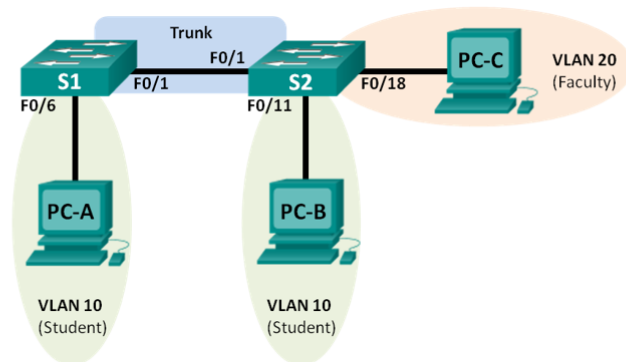 Trunk
F0/1
S1
F0/1
S2
F0/18
PC-C
VLAN 20
(Faculty)
F0/6
F0/11
PC-A
PC-B
VLAN 10
(Student)
VLAN 10
(Student)